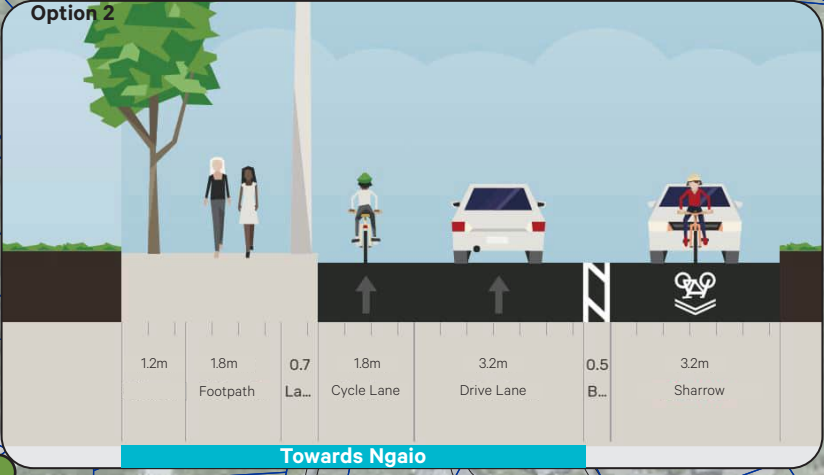 Option 2
1.2m 1.8m 0.7 1.8m 3.2m 0.5 3.2m
Footpath La... Cycle Lane Drive Lane B... Sharrow
Towards Ngaio